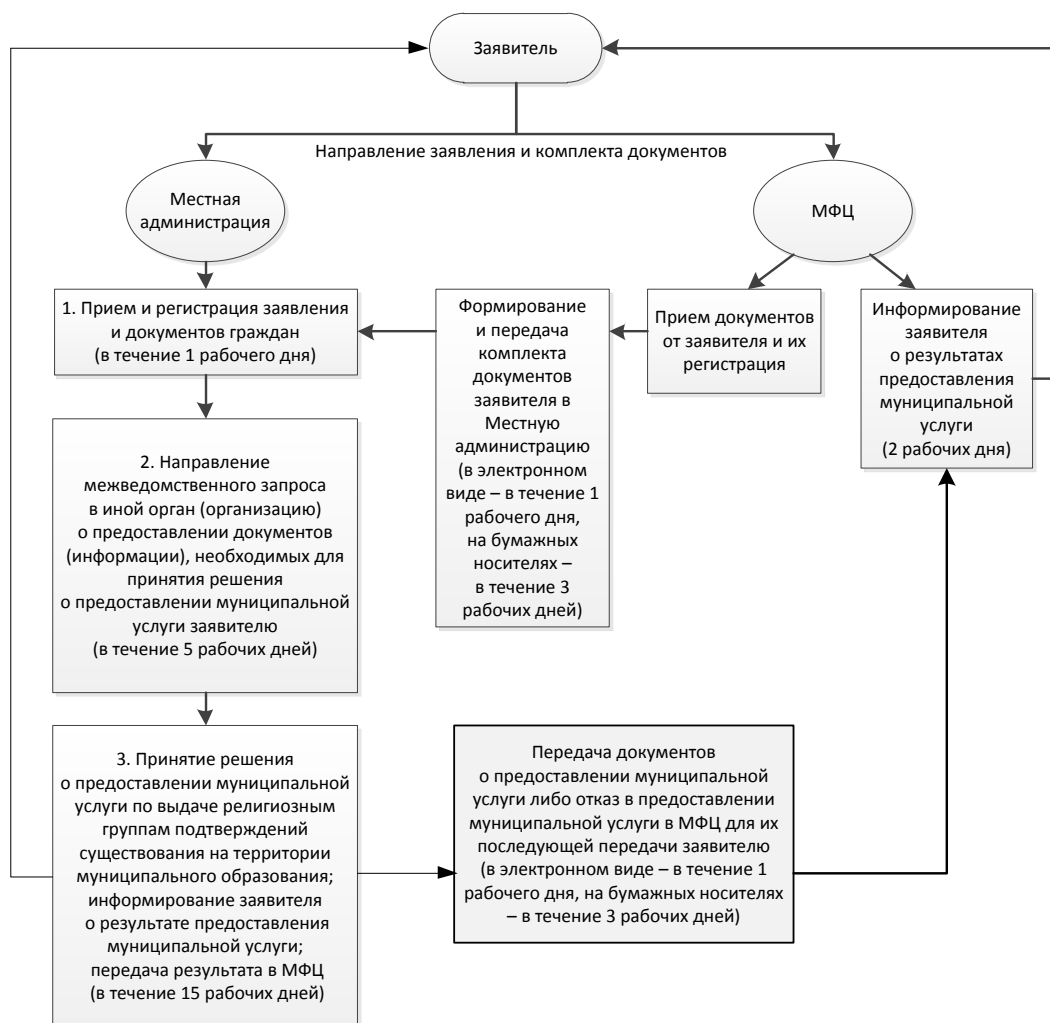 Заявитель
Направление заявления и комплекта документов
Местная
администрация
МФЦ
1. Прием и регистрация заявления
и документов граждан
(в течение 1 рабочего дня)
Формирование
и передача
комплекта
документов
заявителя в
Местную
администрацию
(в электронном
виде – в течение 1
рабочего дня,
на бумажных
носителях –
в течение 3
рабочих дней)
Прием документов
от заявителя и их
регистрация
Информирование
заявителя
о результатах
предоставления
муниципальной
услуги
(2 рабочих дня)
2. Направление
межведомственного запроса
в иной орган (организацию)
о предоставлении документов
(информации), необходимых для
принятия решения
о предоставлении муниципальной
услуги заявителю
(в течение 5 рабочих дней)
3. Принятие решения
о предоставлении муниципальной
услуги по выдаче религиозным
группам подтверждений
существования на территории
муниципального образования;
информирование заявителя
о результате предоставления
муниципальной услуги;
передача результата в МФЦ
(в течение 15 рабочих дней)
Передача документов
о предоставлении муниципальной
услуги либо отказ в предоставлении
муниципальной услуги в МФЦ для их
последующей передачи заявителю
(в электронном виде – в течение 1
рабочего дня, на бумажных носителях
– в течение 3 рабочих дней)